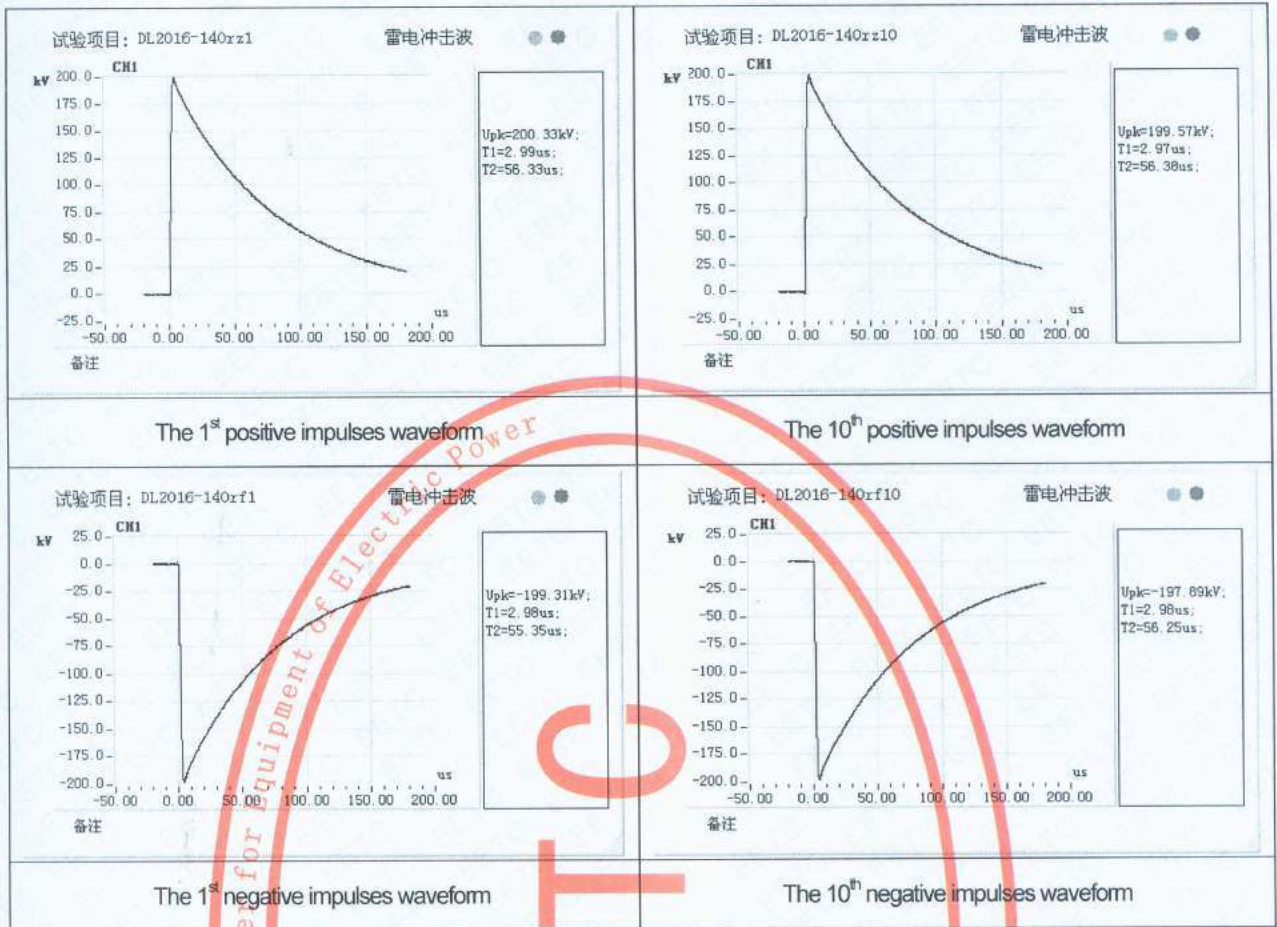 试验项目: DL2016-140rz1 雷电冲击波
kV CH1
200.0
175.0
150.0
125.0
100.0
75.0
50.0
25.0
0.0
-25.0
-50.00 0.00 50.00 100.00 150.00 200.00
us
Upk=200.33kV;
T1=2.99us;
T2=56.33us;
备注
The 1st positive impulses waveform
试验项目: DL2016-140rz10 雷电冲击波
kV CH1
200.0
175.0
150.0
125.0
100.0
75.0
50.0
25.0
0.0
-25.0
-50.00 0.00 50.00 100.00 150.00 200.00
us
Upk=199.57kV;
T1=2.97us;
T2=56.38us;
备注
The 10th positive impulses waveform
试验项目: DL2016-140rf1 雷电冲击波
kV CH1
25.0
0.0
-25.0
-50.0
-75.0
-100.0
-125.0
-150.0
-175.0
-200.0
-50.00 0.00 50.00 100.00 150.00 200.00
us
Upk=-199.31kV;
T1=2.98us;
T2=55.35us;
备注
The 1st negative impulses waveform
试验项目: DL2016-140rf10 雷电冲击波
kV CH1
25.0
0.0
-25.0
-50.0
-75.0
-100.0
-125.0
-150.0
-175.0
-200.0
-50.00 0.00 50.00 100.00 150.00 200.00
us
Upk=-197.89kV;
T1=2.98us;
T2=56.25us;
备注
The 10th negative impulses waveform
for Equipment of Electric Power
TC